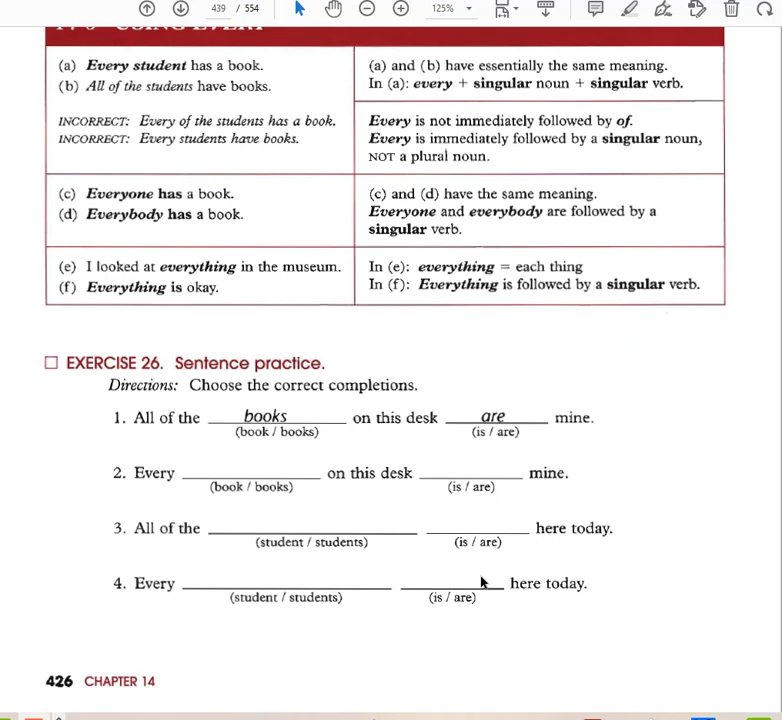 439 / 554
125%
(a) Every student has a book.
(b) All of the students have books.
(a) and (b) have essentially the same meaning.
In (a): every + singular noun + singular verb.
INCORRECT: Every of the students has a book.
INCORRECT: Every students have books.
Every is not immediately followed by of.
Every is immediately followed by a singular noun,
NOT a plural noun.
(c) Everyone has a book.
(d) Everybody has a book.
(c) and (d) have the same meaning.
Everyone and everybody are followed by a
singular verb.
(e) I looked at everything in the museum.
(f) Everything is okay.
In (e): everything = each thing
In (f): Everything is followed by a singular verb.
EXERCISE 26. Sentence practice.
Directions: Choose the correct completions.
1. All of the books on this desk are mine.
(book / books) (is / are)
2. Every ______ on this desk ______ mine.
(book / books) (is / are)
3. All of the ______ ______ here today.
(student / students) (is / are)
4. Every ______ ______ here today.
(student / students) (is / are)
426 CHAPTER 14